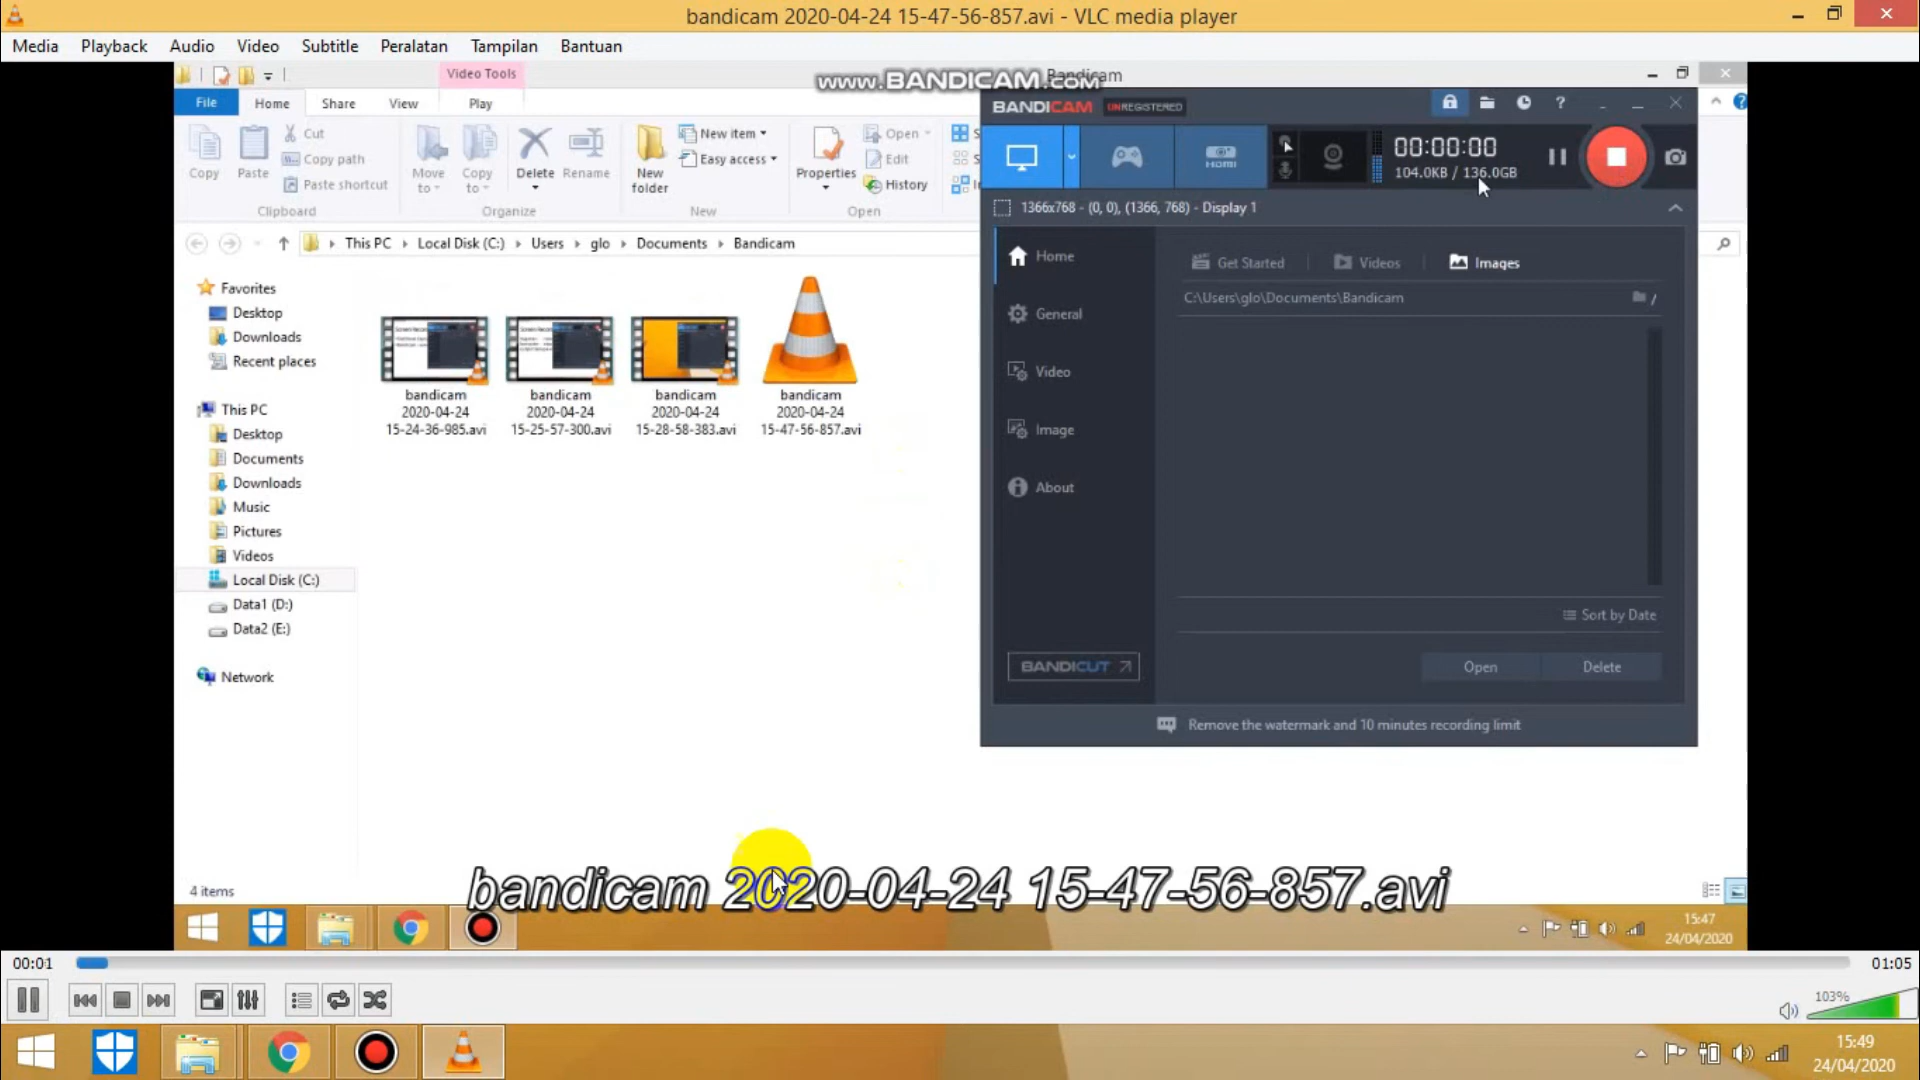 bandicam 2020-04-24 15-47-56-857.avi - VLC media player
Media Playback Audio Video Subtitle Peralatan Tampilan Bantuan
Video Tools
www.BANDICAM.com
Bandicam
File Home Share View Play
BANDICAM UNREGISTERED
Copy
Paste
Cut
Copy path
Paste shortcut
Clipboard
Move to
Copy to
Delete
Rename
Organize
New folder
New item
Easy access
New
Properties
Open
Edit
History
Open
HDMI
00:00:00
104.0KB / 136.0GB
1366x768 - (0, 0), (1366, 768) - Display 1
This PC Local Disk (C:) Users glo Documents Bandicam
Favorites
Desktop
Downloads
Recent places
This PC
Desktop
Documents
Downloads
Music
Pictures
Videos
Local Disk (C:)
Data1 (D:)
Data2 (E:)
Network
bandicam
2020-04-24
15-24-36-985.avi
bandicam
2020-04-24
15-25-57-300.avi
bandicam
2020-04-24
15-28-58-383.avi
bandicam
2020-04-24
15-47-56-857.avi
Home
General
Video
Image
About
BANDICUT
Get Started Videos Images
C:\Users\glo\Documents\Bandicam
Sort by Date
Open Delete
Remove the watermark and 10 minutes recording limit
bandicam 2020-04-24 15-47-56-857.avi
4 items
15:47
24/04/2020
00:01
01:05
103%
15:49
24/04/2020